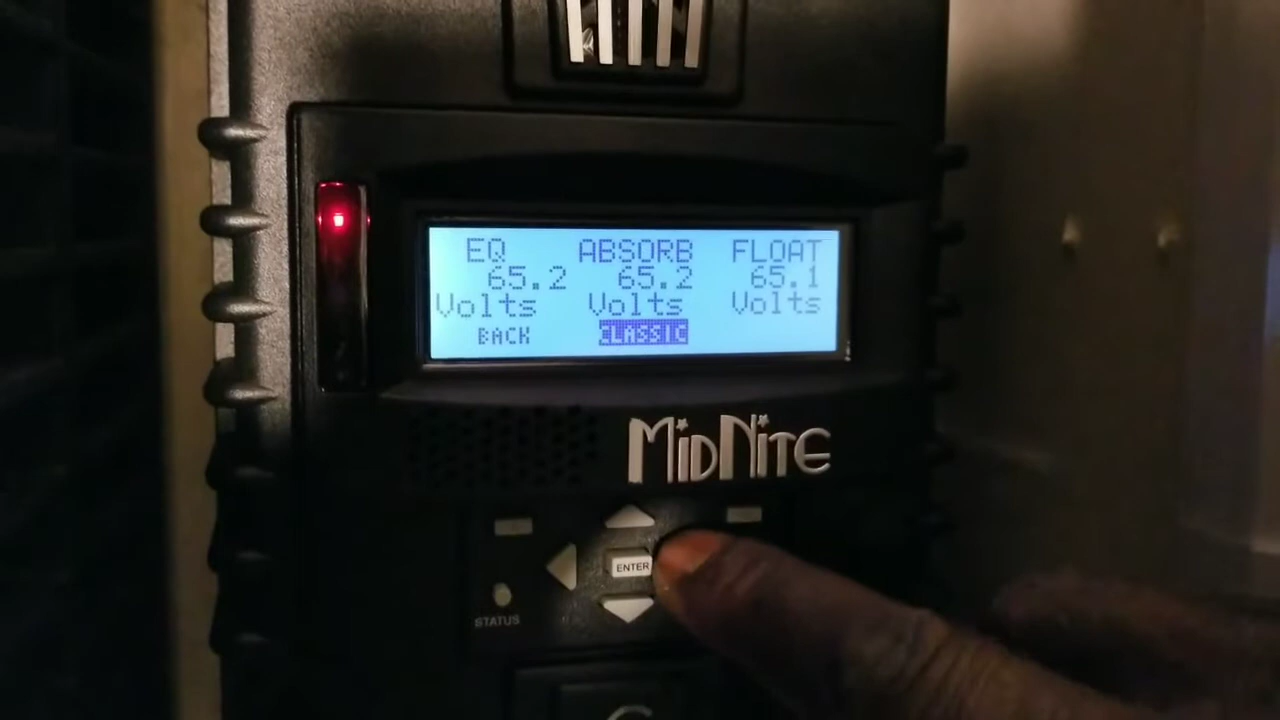 EQ ABSORB FLOAT
65.2 65.2 65.1
Volts Volts Volts
BACK CLASSIC
MIDNITE
ENTER
STATUS